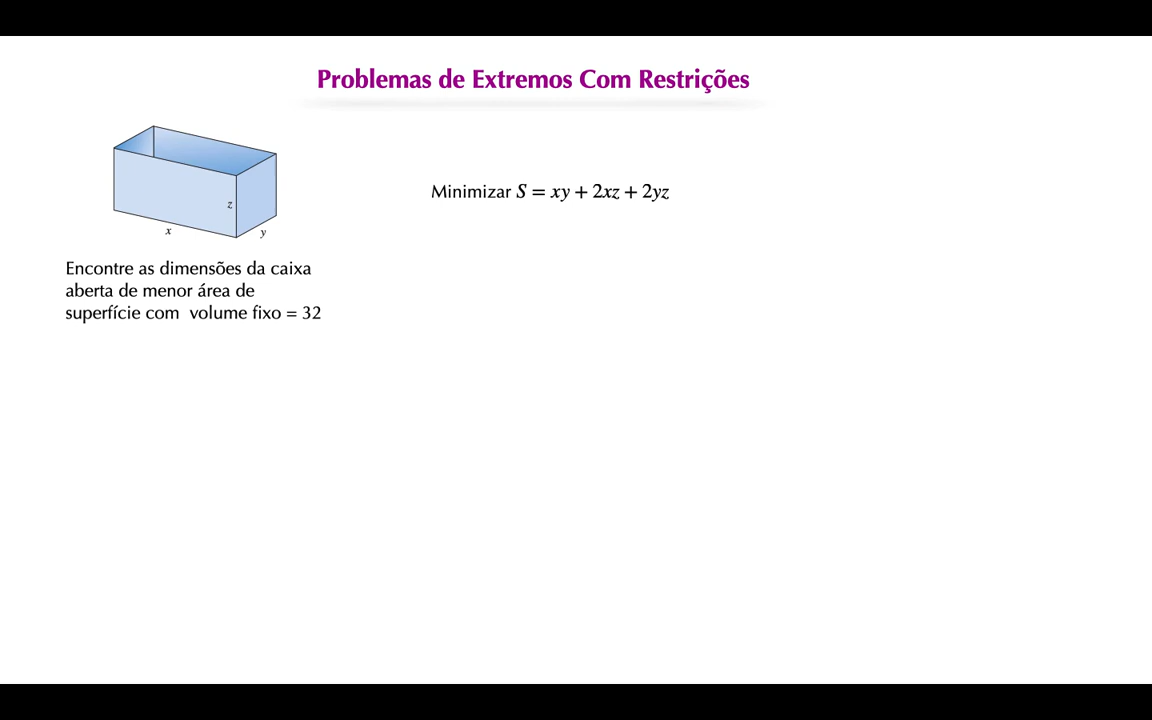 Problemas de Extremos Com Restrições
Minimizar S = xy + 2xz + 2yz
z
x
y
Encontre as dimensões da caixa
aberta de menor área de
superfície com volume fixo = 32